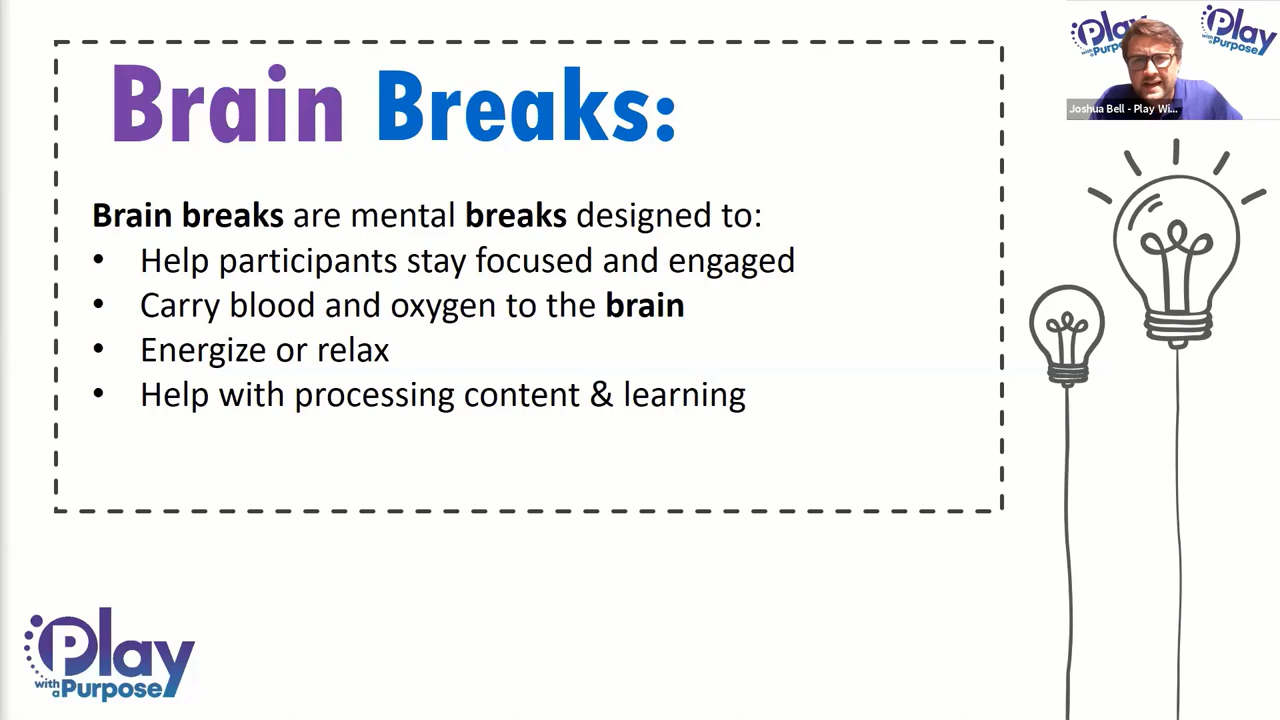 Brain Breaks:
Brain breaks are mental breaks designed to:
• Help participants stay focused and engaged
• Carry blood and oxygen to the brain
• Energize or relax
• Help with processing content & learning
Play
with a Purpose
Play
with a Purpose
Play
with a Purpose
Joshua Bell - Play Wi...